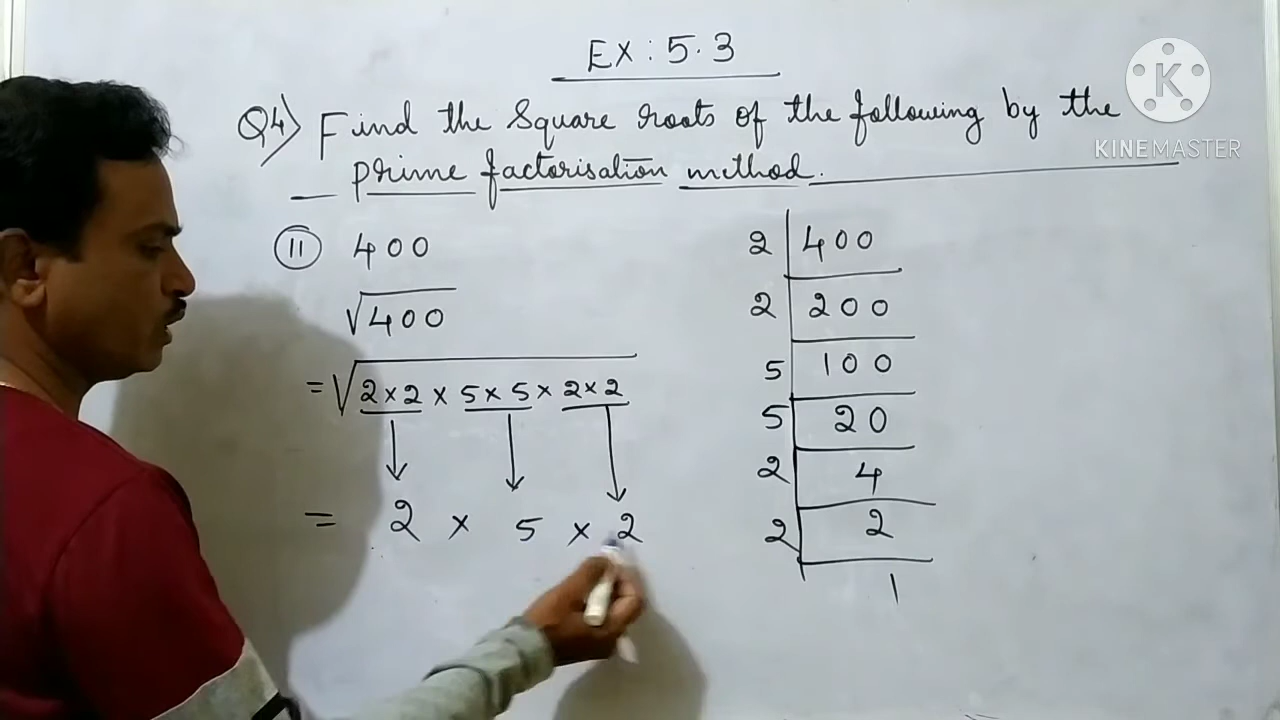 EX : 5.3
Q4) Find the Square roots of the following by the
prime factorisation method.
(II) 400
√400
= √2×2 × 5×5 × 2×2
= 2 × 5 × 2
2 | 400
2 | 200
5 | 100
5 | 20
2 | 4
2 | 2
1
K
KINEMASTER